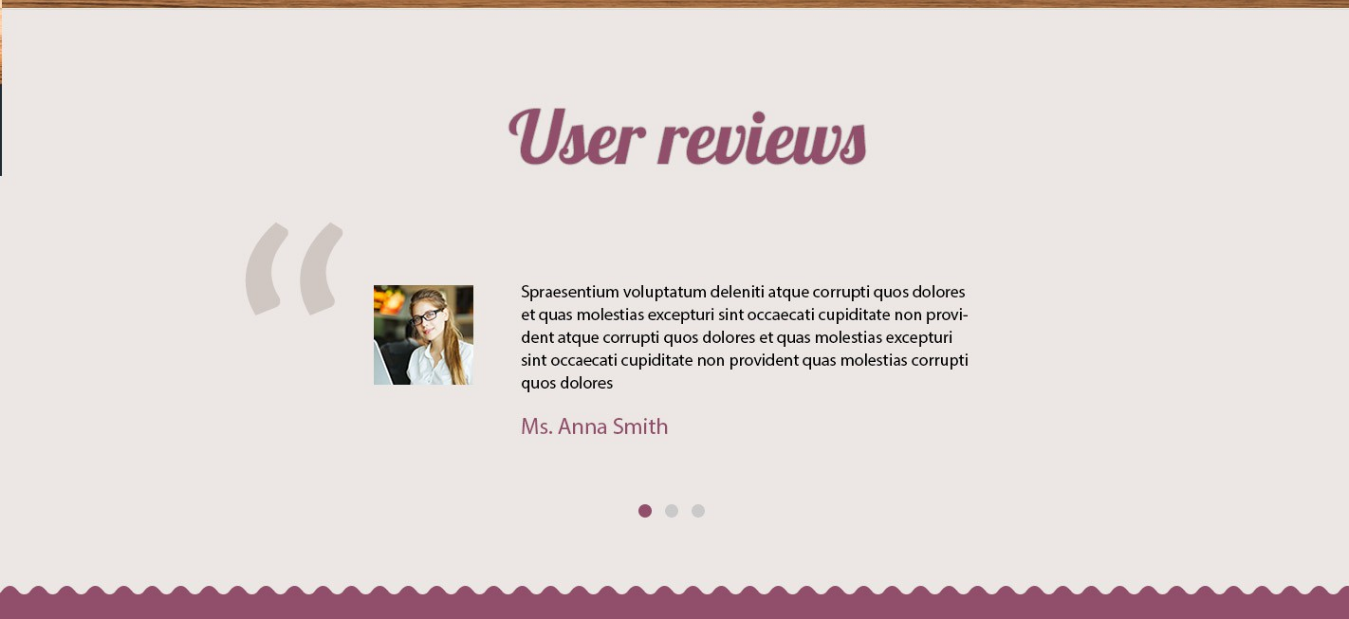 User reviews
“
Spraesentium voluptatum deleniti atque corrupti quos dolores
et quas molestias excepturi sint occaecati cupiditate non provi-
dent atque corrupti quos dolores et quas molestias excepturi
sint occaecati cupiditate non provident quas molestias corrupti
quos dolores
Ms. Anna Smith